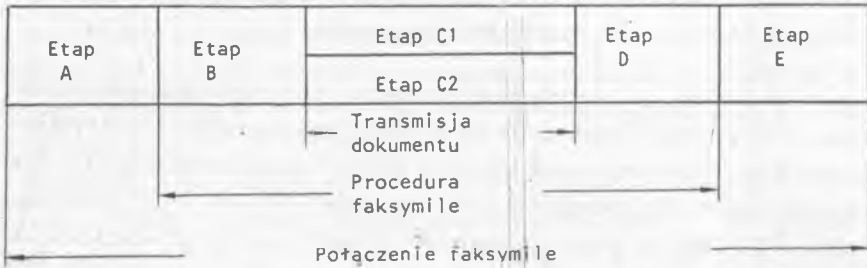 Etap
A
Etap
B
Etap C1
Etap C2
Etap
D
Etap
E
Transmisja
dokumentu
Procedura
faksymile
Połączenie faksymile